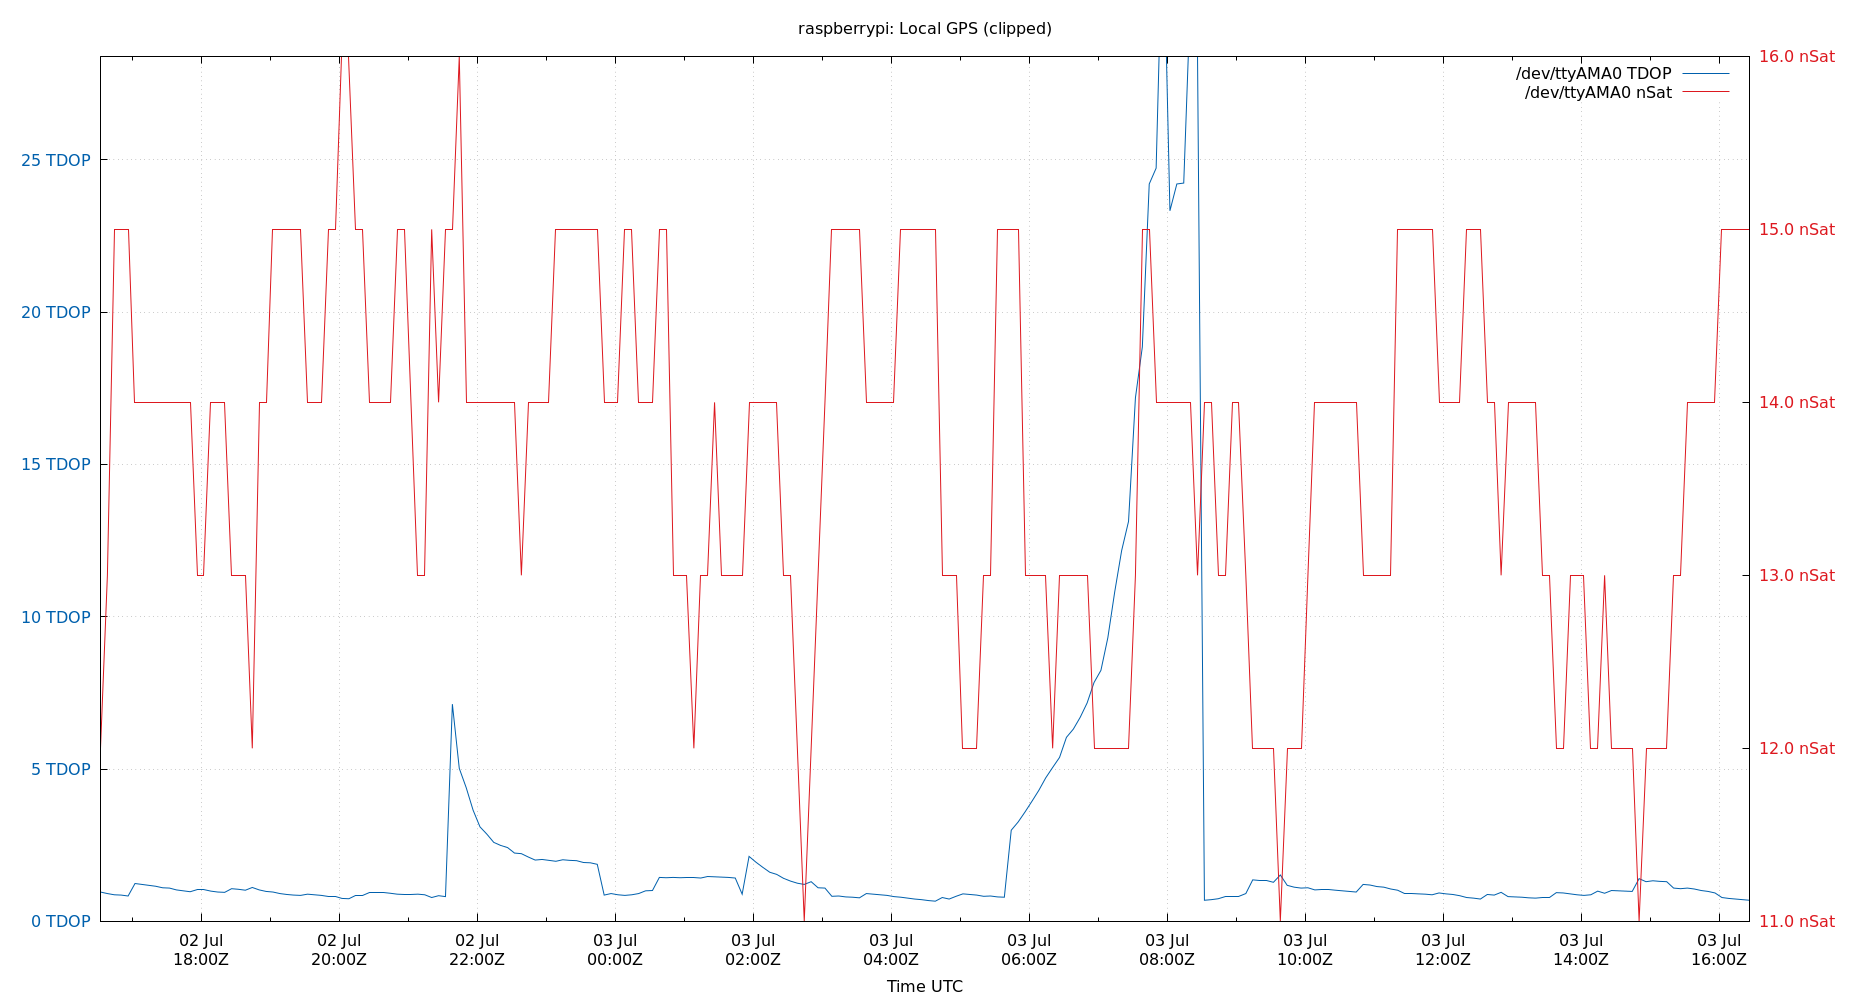 raspberrypi: Local GPS (clipped)
/dev/ttyAMA0 TDOP
/dev/ttyAMA0 nSat
25 TDOP
20 TDOP
15 TDOP
10 TDOP
5 TDOP
0 TDOP
16.0 nSat
15.0 nSat
14.0 nSat
13.0 nSat
12.0 nSat
11.0 nSat
02 Jul 02 Jul 02 Jul 03 Jul 03 Jul 03 Jul 03 Jul 03 Jul 03 Jul 03 Jul 03 Jul 03 Jul
18:00Z 20:00Z 22:00Z 00:00Z 02:00Z 04:00Z 06:00Z 08:00Z 10:00Z 12:00Z 14:00Z 16:00Z
Time UTC